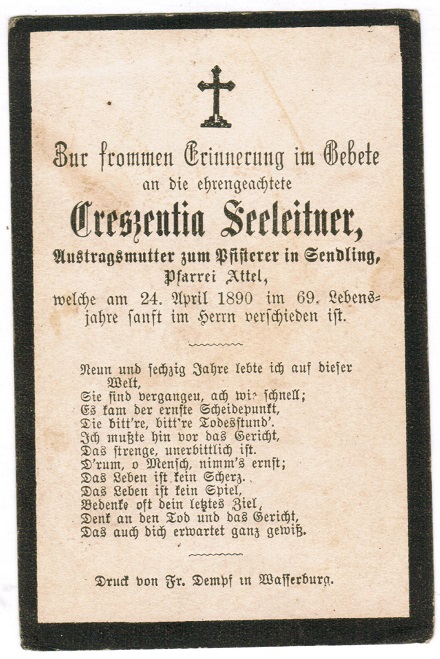 Zur frommen Erinnerung im Gebete
an die ehrengeachtete
Creszentia Seeleitner,
Austragsmutter zum Pfisterer in Sendling,
Pfarrei Attel,
welche am 24. April 1890 im 69. Lebens-
jahre sanft im Herrn verschieden ist.
Neun und sechzig Jahre lebte ich auf dieser
Welt,
Sie sind vergangen, ach wie schnell;
Es kam der ernste Scheidepunkt,
Die bitt're, bitt're Todesstund'.
Ich mußte hin vor das Gericht,
Das strenge, unerbittlich ist.
D'rum, o Mensch, nimm's ernst;
Das Leben ist kein Scherz.
Das Leben ist kein Spiel,
Bedenke oft dein letztes Ziel,
Denk an den Tod und das Gericht,
Das auch dich erwartet ganz gewiß.
Druck von Fr. Dempf in Wasserburg.